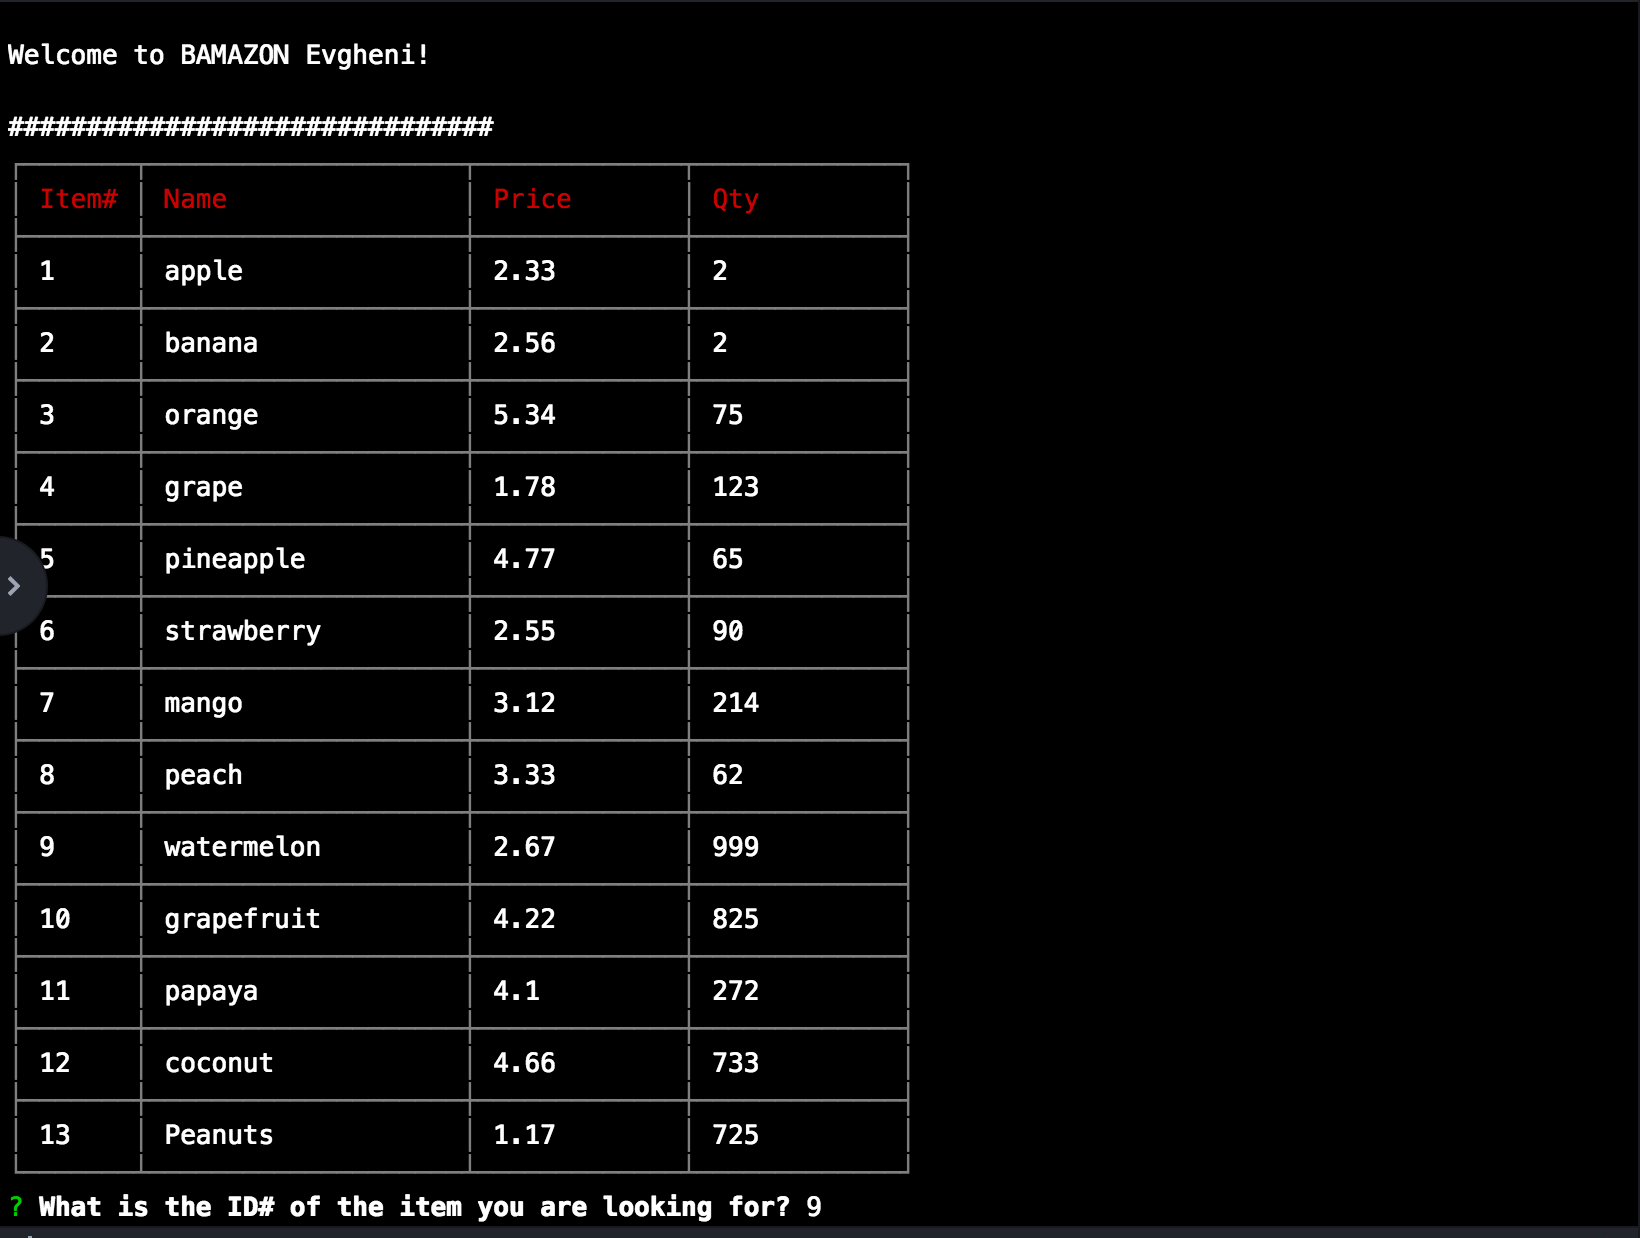 Welcome to BAMAZON Evgheni!
###############################
Item# Name Price Qty
1 apple 2.33 2
2 banana 2.56 2
3 orange 5.34 75
4 grape 1.78 123
5 pineapple 4.77 65
6 strawberry 2.55 90
7 mango 3.12 214
8 peach 3.33 62
9 watermelon 2.67 999
10 grapefruit 4.22 825
11 papaya 4.1 272
12 coconut 4.66 733
13 Peanuts 1.17 725
? What is the ID# of the item you are looking for? 9